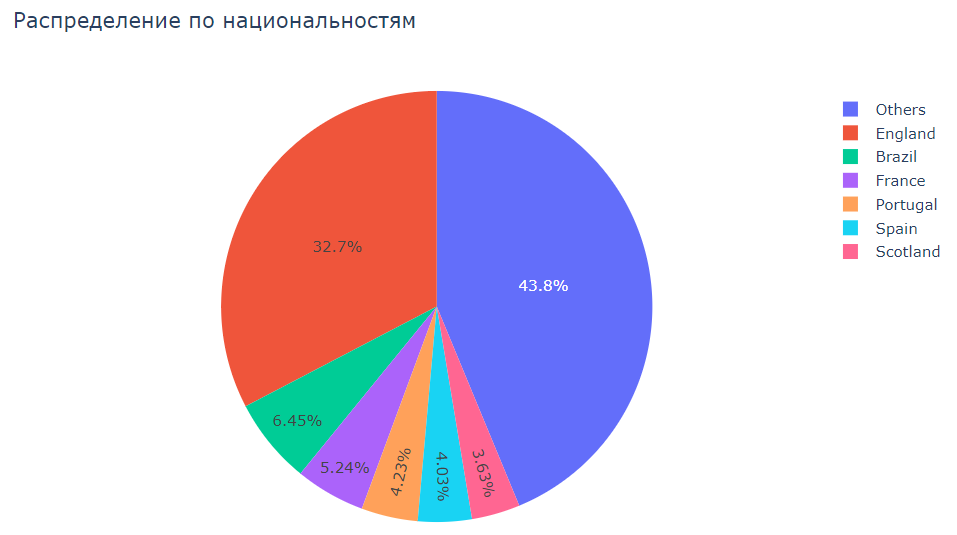 Распределение по национальностям
Others
England
Brazil
France
Portugal
Spain
Scotland
32.7%
43.8%
6.45%
5.24%
4.23%
4.03%
3.63%